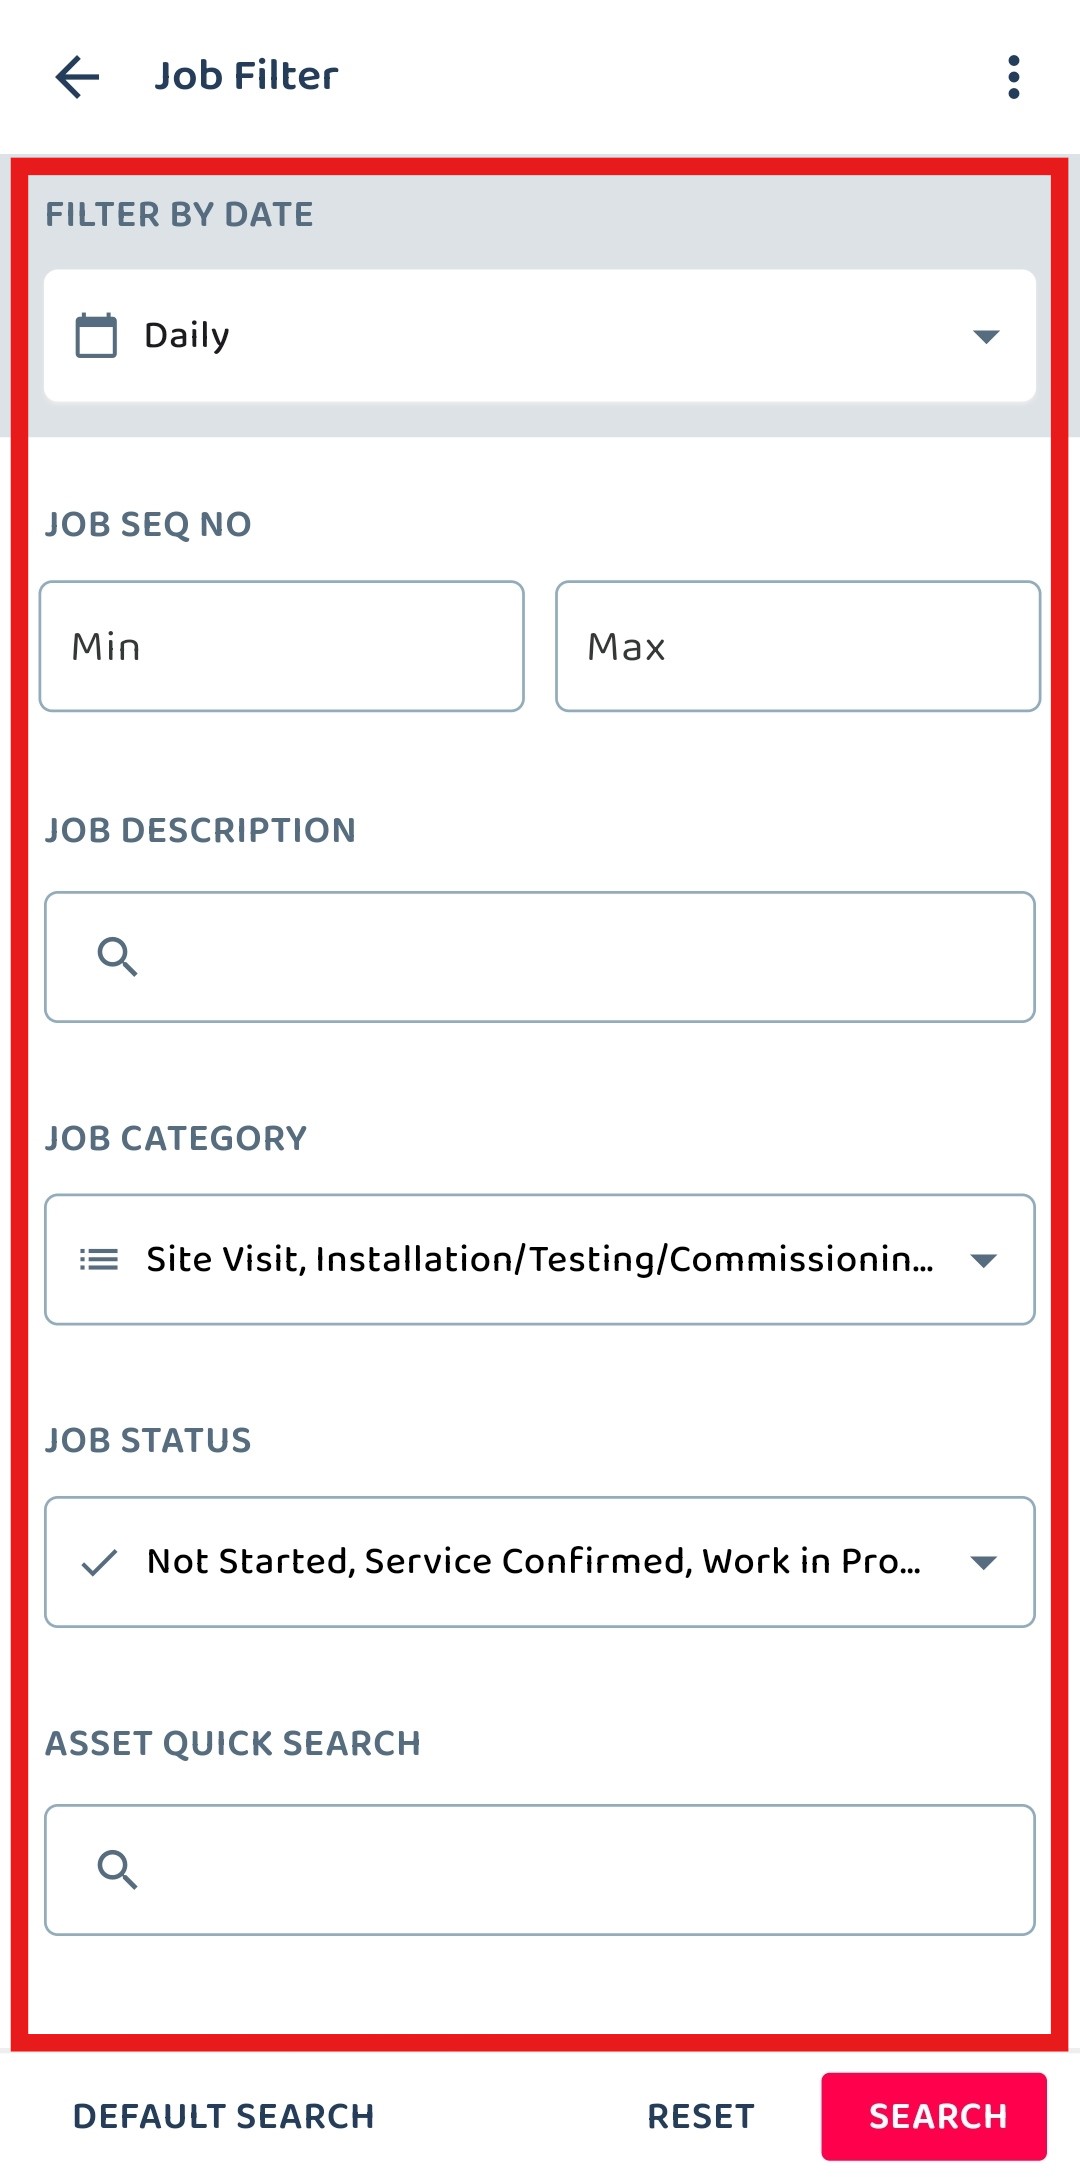 Job Filter
FILTER BY DATE
Daily
JOB SEQ NO
Min
Max
JOB DESCRIPTION
JOB CATEGORY
Site Visit, Installation/Testing/Commissionin...
JOB STATUS
Not Started, Service Confirmed, Work in Pro...
ASSET QUICK SEARCH
DEFAULT SEARCH
RESET
SEARCH